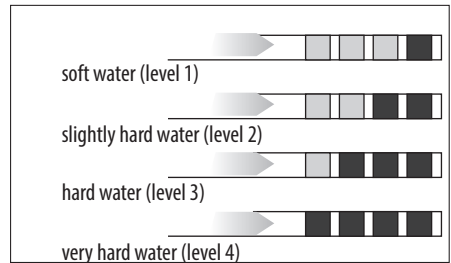 soft water (level 1)
slightly hard water (level 2)
hard water (level 3)
very hard water (level 4)